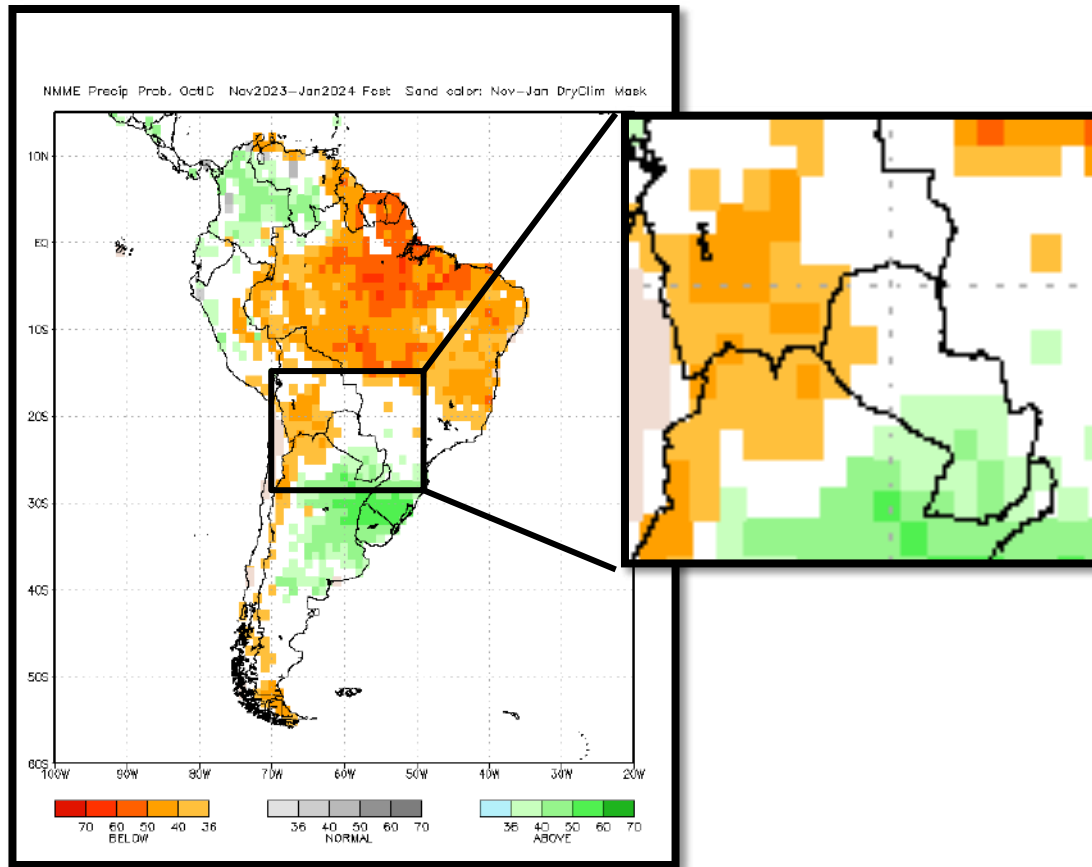 NMME Precip Prob. OctIC Nov2023-Jan2024 Fcst Sand color: Nov-Jan DryClim Mask
10N
EQ
10S
20S
30S
40S
50S
60S
100W 90W 80W 70W 60W 50W 40W 30W 20W
70 60 50 40 36
BELOW
36 40 50 60 70
NORMAL
36 40 50 60 70
ABOVE